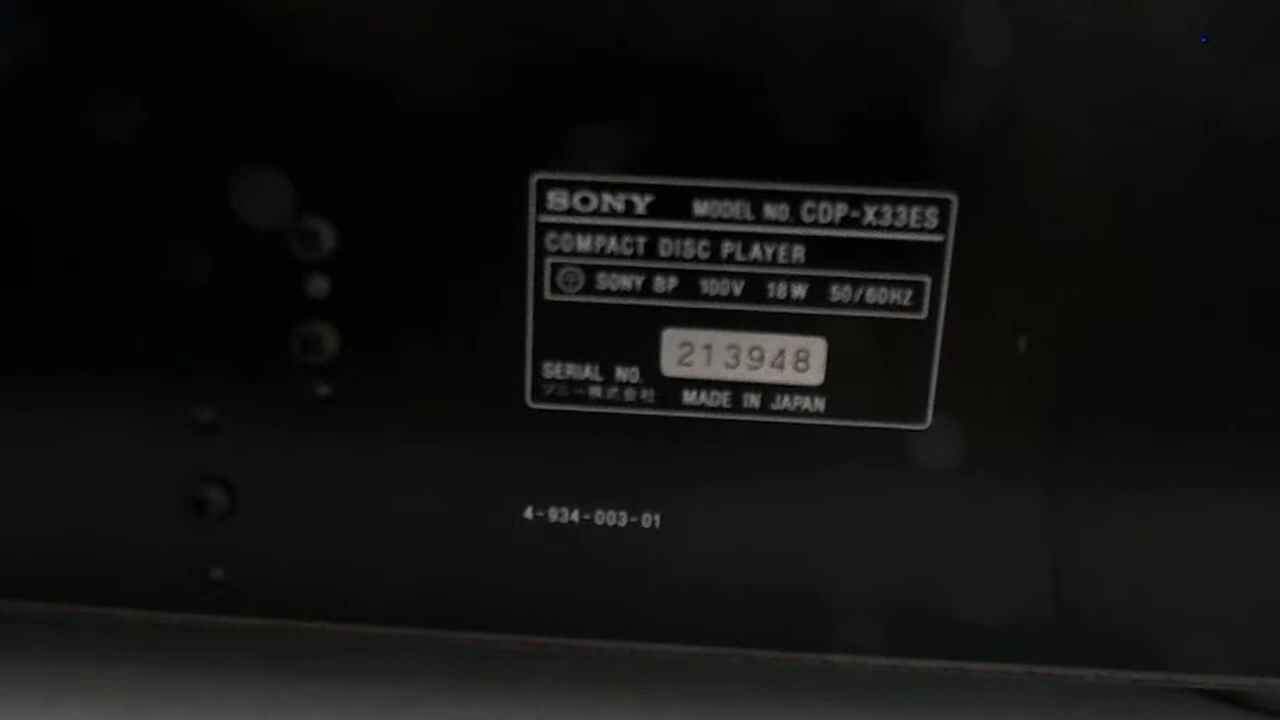 SONY MODEL NO. CDP-X33ES
COMPACT DISC PLAYER
SONY BP 100V 18W 50/60HZ
213948
SERIAL NO.
ソニー株式会社 MADE IN JAPAN
4-934-003-01